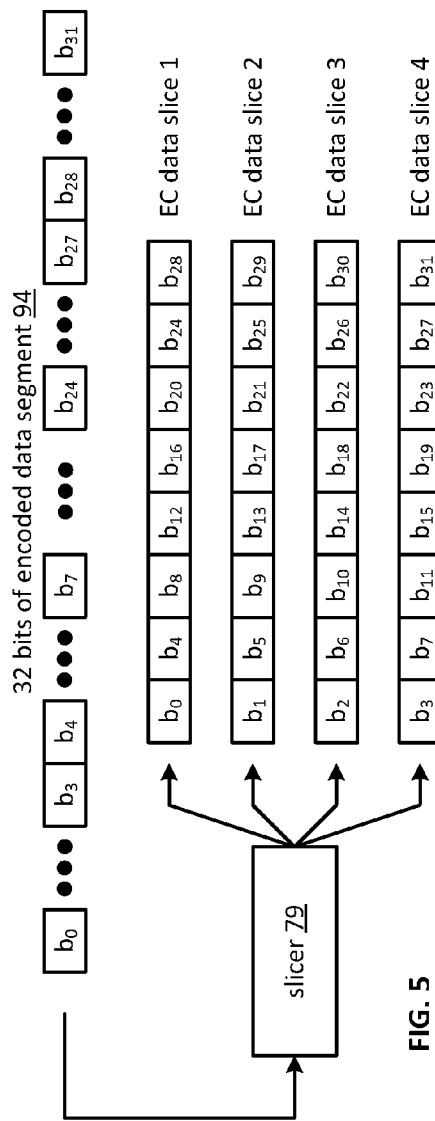 32 bits of encoded data segment 94
b0 ●●● b3 b4 ●●● b7 ●●● b24 ●●● b27 b28 ●●● b31
slicer 79
b0 b4 b8 b12 b16 b20 b24 b28 EC data slice 1
b1 b5 b9 b13 b17 b21 b25 b29 EC data slice 2
b2 b6 b10 b14 b18 b22 b26 b30 EC data slice 3
b3 b7 b11 b15 b19 b23 b27 b31 EC data slice 4
FIG. 5